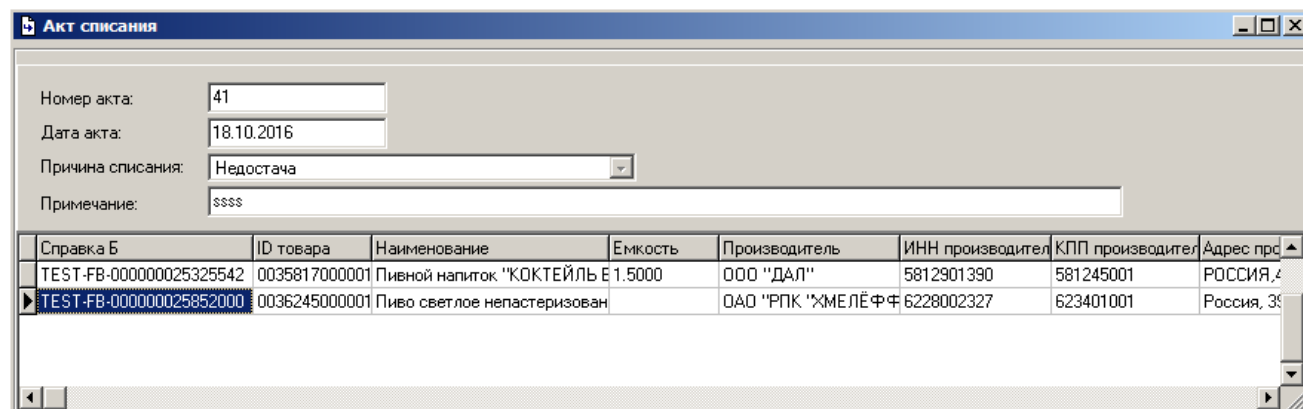 Акт списания
Номер акта: 41
Дата акта: 18.10.2016
Причина списания: Недостача
Примечание: ssss
Справка Б ID товара Наименование Емкость Производитель ИНН производител КПП производител Адрес про
TEST-FB-000000025325542 0035817000001 Пивной напиток "КОКТЕЙЛЬ Е 1.5000 ООО "ДАЛ" 5812901390 581245001 РОССИЯ,4
TEST-FB-000000025852000 0036245000001 Пиво светлое непастеризован ОАО "РПК "ХМЕЛЁФФ 6228002327 623401001 Россия, 39